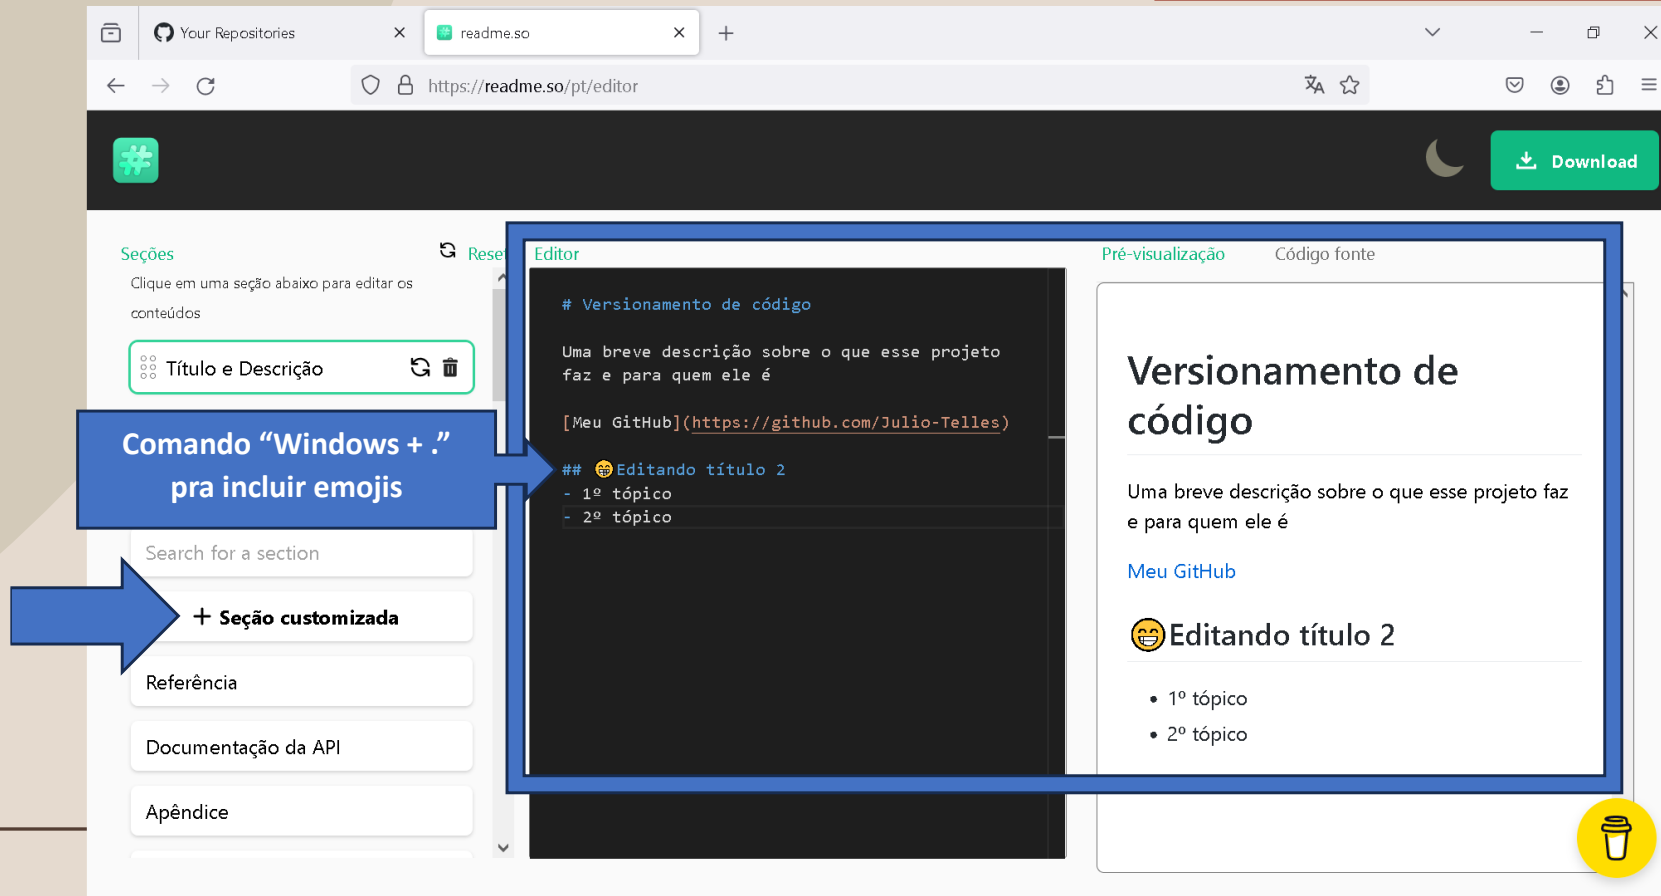 Your Repositories
readme.so
https://readme.so/pt/editor
Download
Seções
Reset
Clique em uma seção abaixo para editar os
conteúdos
Título e Descrição
Comando “Windows + .”
pra incluir emojis
Search for a section
+ Seção customizada
Referência
Documentação da API
Apêndice
Editor
# Versionamento de código
Uma breve descrição sobre o que esse projeto
faz e para quem ele é
[Meu GitHub](https://github.com/Julio-Telles)
## 😁Editando título 2
- 1º tópico
- 2º tópico
Pré-visualização
Código fonte
Versionamento de
código
Uma breve descrição sobre o que esse projeto faz
e para quem ele é
Meu GitHub
😁Editando título 2
• 1º tópico
• 2º tópico